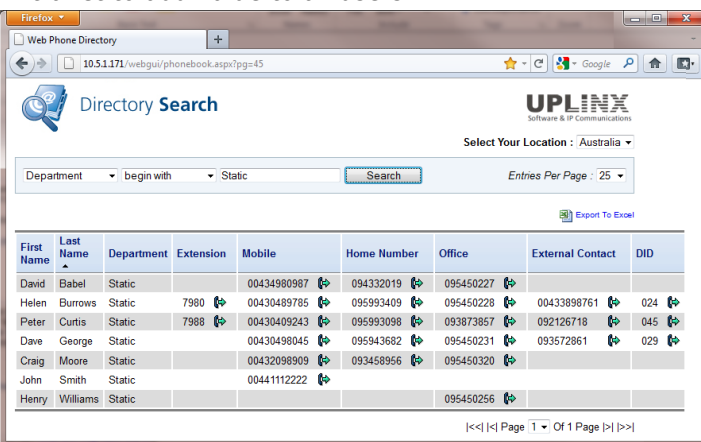 Firefox
Web Phone Directory
10.5.1.171/webgui/phonebook.aspx?pg=45
Google
Directory Search
UPLINX
Software & IP Communications
Select Your Location : Australia
Department begin with Static Search Entries Per Page : 25
Export To Excel
First Name Last Name Department Extension Mobile Home Number Office External Contact DID
David Babel Static 00434980987 094332019 095450227
Helen Burrows Static 7980 00430489785 095993409 095450228 00433898761 024
Peter Curtis Static 7988 00430409243 095993098 093873857 092126718 045
Dave George Static 00430498045 095943682 095450231 093572861 029
Craig Moore Static 00432098909 093458956 095450320
John Smith Static 00441112222
Henry Williams Static 095450256
|<<| |<| Page 1 Of 1 Page |>| |>>|